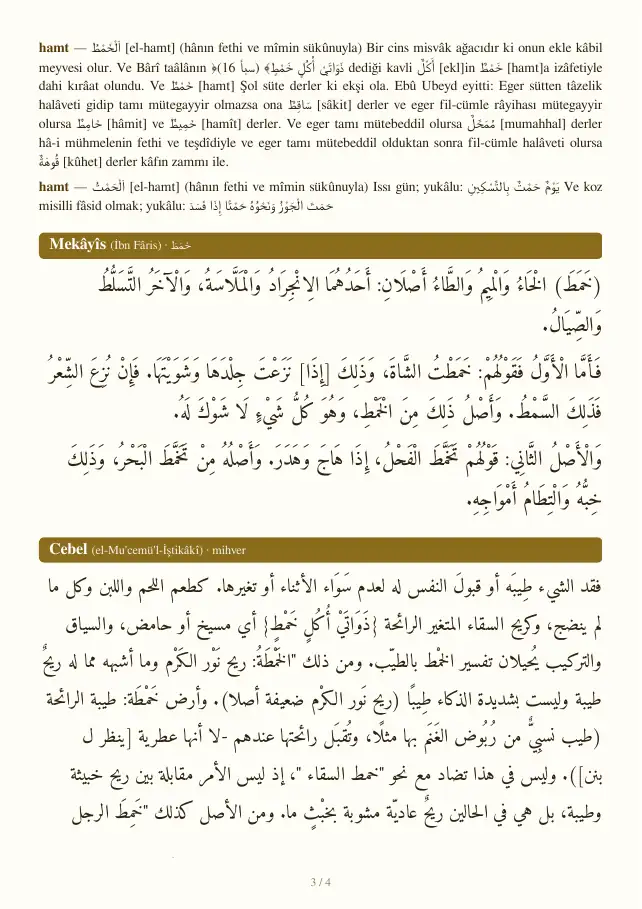 hamt — اَلْخَمْطُ [el-hamt] (hânın fethi ve mîmin sükûnuyla) Bir cins misvâk ağacıdır ki onun ekle kâbil
meyvesi olur. Ve Bârî taâlânın ﴿ذَوَاتَىْ أُكُلٍ خَمْطٍ﴾ (سبأ 16) dediği kavli أُكُلٌ [ekl]in خَمْطٌ [hamt]a izâfetiyle
dahi kırâat olundu. Ve خَمْطٌ [hamt] Şol süte derler ki ekşi ola. Ebû Ubeyd eyitti: Eger sütten tâzelik
halâveti gidip tamı mütegayyir olmazsa ona سَاقِطٌ [sâkit] derler ve eger fil-cümle râyihası mütegayyir
olursa خَامِطٌ [hâmit] ve خَمِيطٌ [hamît] derler. Ve eger tamı mütebeddil olursa مُمَحَّلٌ [mumahhal] derler
hâ-i mühmelenin fethi ve teşdîdiyle ve eger tamı mütebeddil olduktan sonra fil-cümle halâveti olursa
قُوهَةٌ [kûhet] derler kâfın zammı ile.
hamt — اَلْحَمْتُ [el-hamt] (hânın fethi ve mîmin sükûnuyla) Issı gün; yukâlu: يَوْمٌ حَمْتٌ بِالتَّسْكِينِ Ve koz
misilli fâsid olmak; yukâlu: حَمَتَ الْجَوْزُ وَنَحْوُهُ حَمْتًا إِذَا فَسَدَ
Mekâyîs (İbn Fâris) · خمط
(خَمَطَ) الْخَاءُ وَالْمِيمُ وَالطَّاءُ أَصْلَانِ: أَحَدُهُمَا الِانْجِرَادُ وَالْمَلَاسَةُ، وَالْآخَرُ التَّسَلُّطُ
وَالصِّيَالُ.
فَأَمَّا الْأَوَّلُ فَقَوْلُهُمْ: خَمَطْتُ الشَّاةَ، وَذَلِكَ [إِذَا] نَزَعْتَ جِلْدَهَا وَشَوَيْتَهَا. فَإِنْ نُزِعَ الشِّعْرُ
فَذَلِكَ السَّمْطُ. وَأَصْلُ ذَلِكَ مِنَ الْخَمْطِ، وَهُوَ كُلُّ شَيْءٍ لَا شَوْكَ لَهُ.
وَالْأَصْلُ الثَّانِي: قَوْلُهُمْ تَخَمَّطَ الْفَحْلُ، إِذَا هَاجَ وَهَدَرَ. وَأَصْلُهُ مِنْ تَخَمَّطَ الْبَحْرُ، وَذَلِكَ
خِبُّهُ وَالْتِطَامُ أَمْوَاجِهِ.
Cebel (el-Mu'cemü'l-İştikâkî) · mihver
فقد الشيء طِيبَه أو قبولَ النفس له لعدم سَوَاء الأثناء أو تغيرها. كطعم اللحم واللبن وكل ما
لم ينضج، وكريح السقاء المتغير الرائحة {ذَوَاتَيْ أُكُلٍ خَمْطٍ} أي مسيخ أو حامض، والسياق
والتركيب يُحيلان تفسير الخَمْط بالطيّب. ومن ذلك "الخَمْطَةُ: ريح نَوْر الكَرْم وما أشبهه مما له ريحٌ
طيبة وليست بشديدة الذكاء طِيبًا (ريح نَور الكرْم ضعيفة أصلا). وأرض خَمْطَة: طيبة الرائحة
(طيب نسبِيٌّ من رُبُوض الغَنَم بها مثلًا، وتُقبَل رائحتها عندهم -لا أنها عطرية [ينظر ل
بنن]). وليس في هذا تضاد مع نحو "خمط السقاء "، إذ ليس الأمر مقابلة بين ريح خبيثة
وطيبة، بل هي في الحالين ريحٌ عاديّة مشوبة بخبْثٍ ما. ومن الأصل كذلك "خَمِطَ الرجل
3 / 4